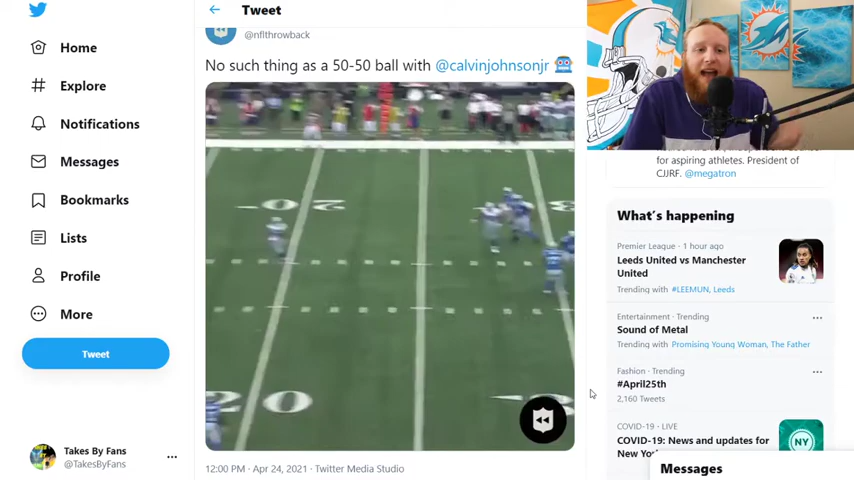 Tweet
@nflthrowback
No such thing as a 50-50 ball with @calvinjohnsonjr
Home
Explore
Notifications
Messages
Bookmarks
Lists
Profile
More
Tweet
Takes By Fans
@TakesByFans
20
20
12:00 PM · Apr 24, 2021 · Twitter Media Studio
for aspiring athletes. President of
CJJRF. @megatron
What's happening
Premier League · 1 hour ago
Leeds United vs Manchester
United
Trending with #LEEMUN, Leeds
Entertainment · Trending
Sound of Metal
Trending with Promising Young Woman, The Father
Fashion · Trending
#April25th
2,160 Tweets
COVID-19 · LIVE
COVID-19: News and updates for
New Yor
NY
Messages